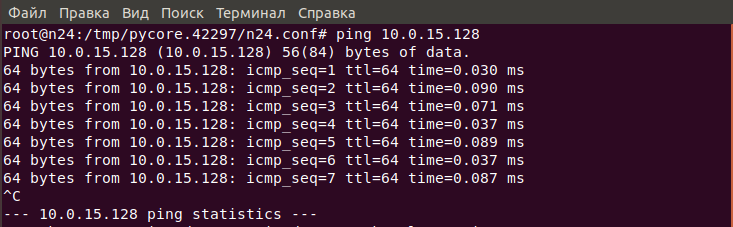 Файл Правка Вид Поиск Терминал Справка
root@n24:/tmp/pycore.42297/n24.conf# ping 10.0.15.128
PING 10.0.15.128 (10.0.15.128) 56(84) bytes of data.
64 bytes from 10.0.15.128: icmp_seq=1 ttl=64 time=0.030 ms
64 bytes from 10.0.15.128: icmp_seq=2 ttl=64 time=0.090 ms
64 bytes from 10.0.15.128: icmp_seq=3 ttl=64 time=0.071 ms
64 bytes from 10.0.15.128: icmp_seq=4 ttl=64 time=0.037 ms
64 bytes from 10.0.15.128: icmp_seq=5 ttl=64 time=0.089 ms
64 bytes from 10.0.15.128: icmp_seq=6 ttl=64 time=0.037 ms
64 bytes from 10.0.15.128: icmp_seq=7 ttl=64 time=0.087 ms
^C
--- 10.0.15.128 ping statistics ---